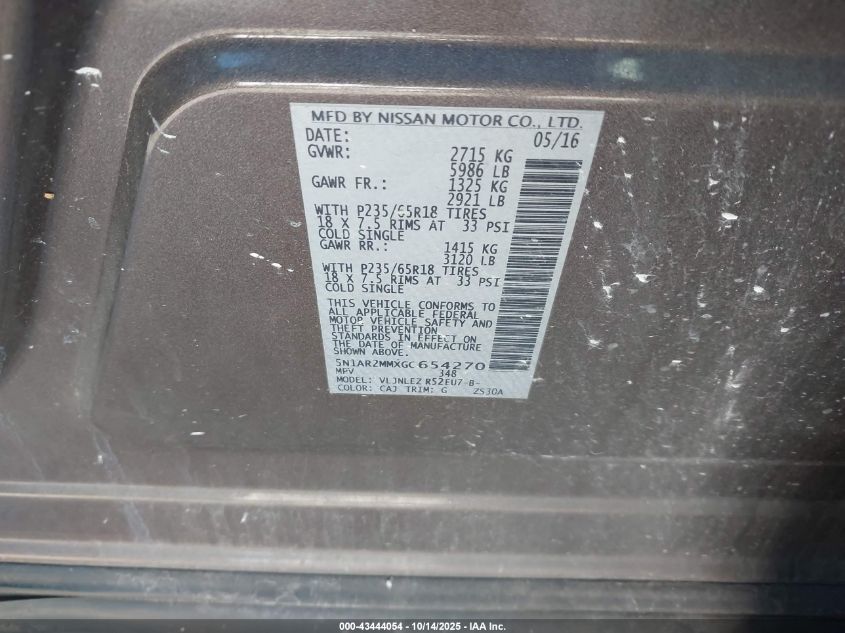 MFD BY NISSAN MOTOR CO., LTD.
DATE: 05/16
GVWR: 2715 KG
5986 LB
GAWR FR.: 1325 KG
2921 LB
WITH P235/65R18 TIRES
18 X 7.5 RIMS AT 33 PSI
COLD SINGLE
GAWR RR.: 1415 KG
3120 LB
WITH P235/65R18 TIRES
18 X 7.5 RIMS AT 33 PSI
COLD SINGLE
THIS VEHICLE CONFORMS TO
ALL APPLICABLE FEDERAL
MOTOR VEHICLE SAFETY AND
THEFT PREVENTION
STANDARDS IN EFFECT ON
THE DATE OF MANUFACTURE
SHOWN ABOVE.
5N1AR2MMXGC654270
MPV 348
MODEL: VLJNLEZ R52EU7-B-
COLOR: CAJ TRIM: G ZS30A
000-43444054 - 10/14/2025 - IAA Inc.